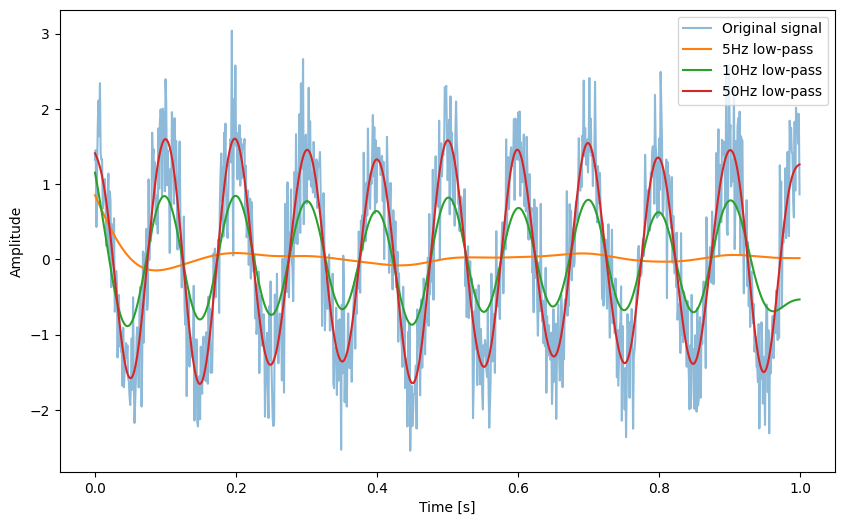 Original signal
5Hz low-pass
10Hz low-pass
50Hz low-pass
Amplitude
3
2
1
0
−1
−2
0.0 0.2 0.4 0.6 0.8 1.0
Time [s]